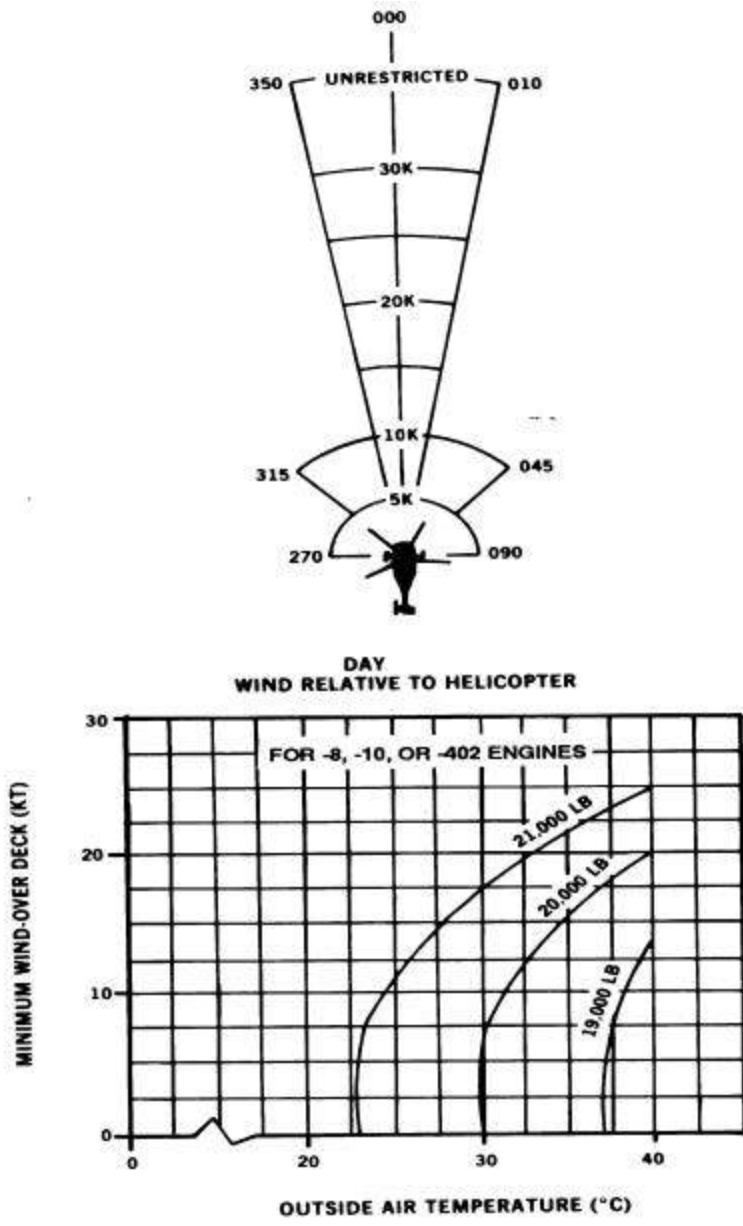 000
350 UNRESTRICTED 010
30K
20K
10K
315 045
5K
270 090
DAY
WIND RELATIVE TO HELICOPTER
30
FOR -8, -10, OR -402 ENGINES
21,000 LB
20
20,000 LB
19,000 LB
10
0
MINIMUM WIND-OVER DECK (KT)
0 20 30 40
OUTSIDE AIR TEMPERATURE (°C)